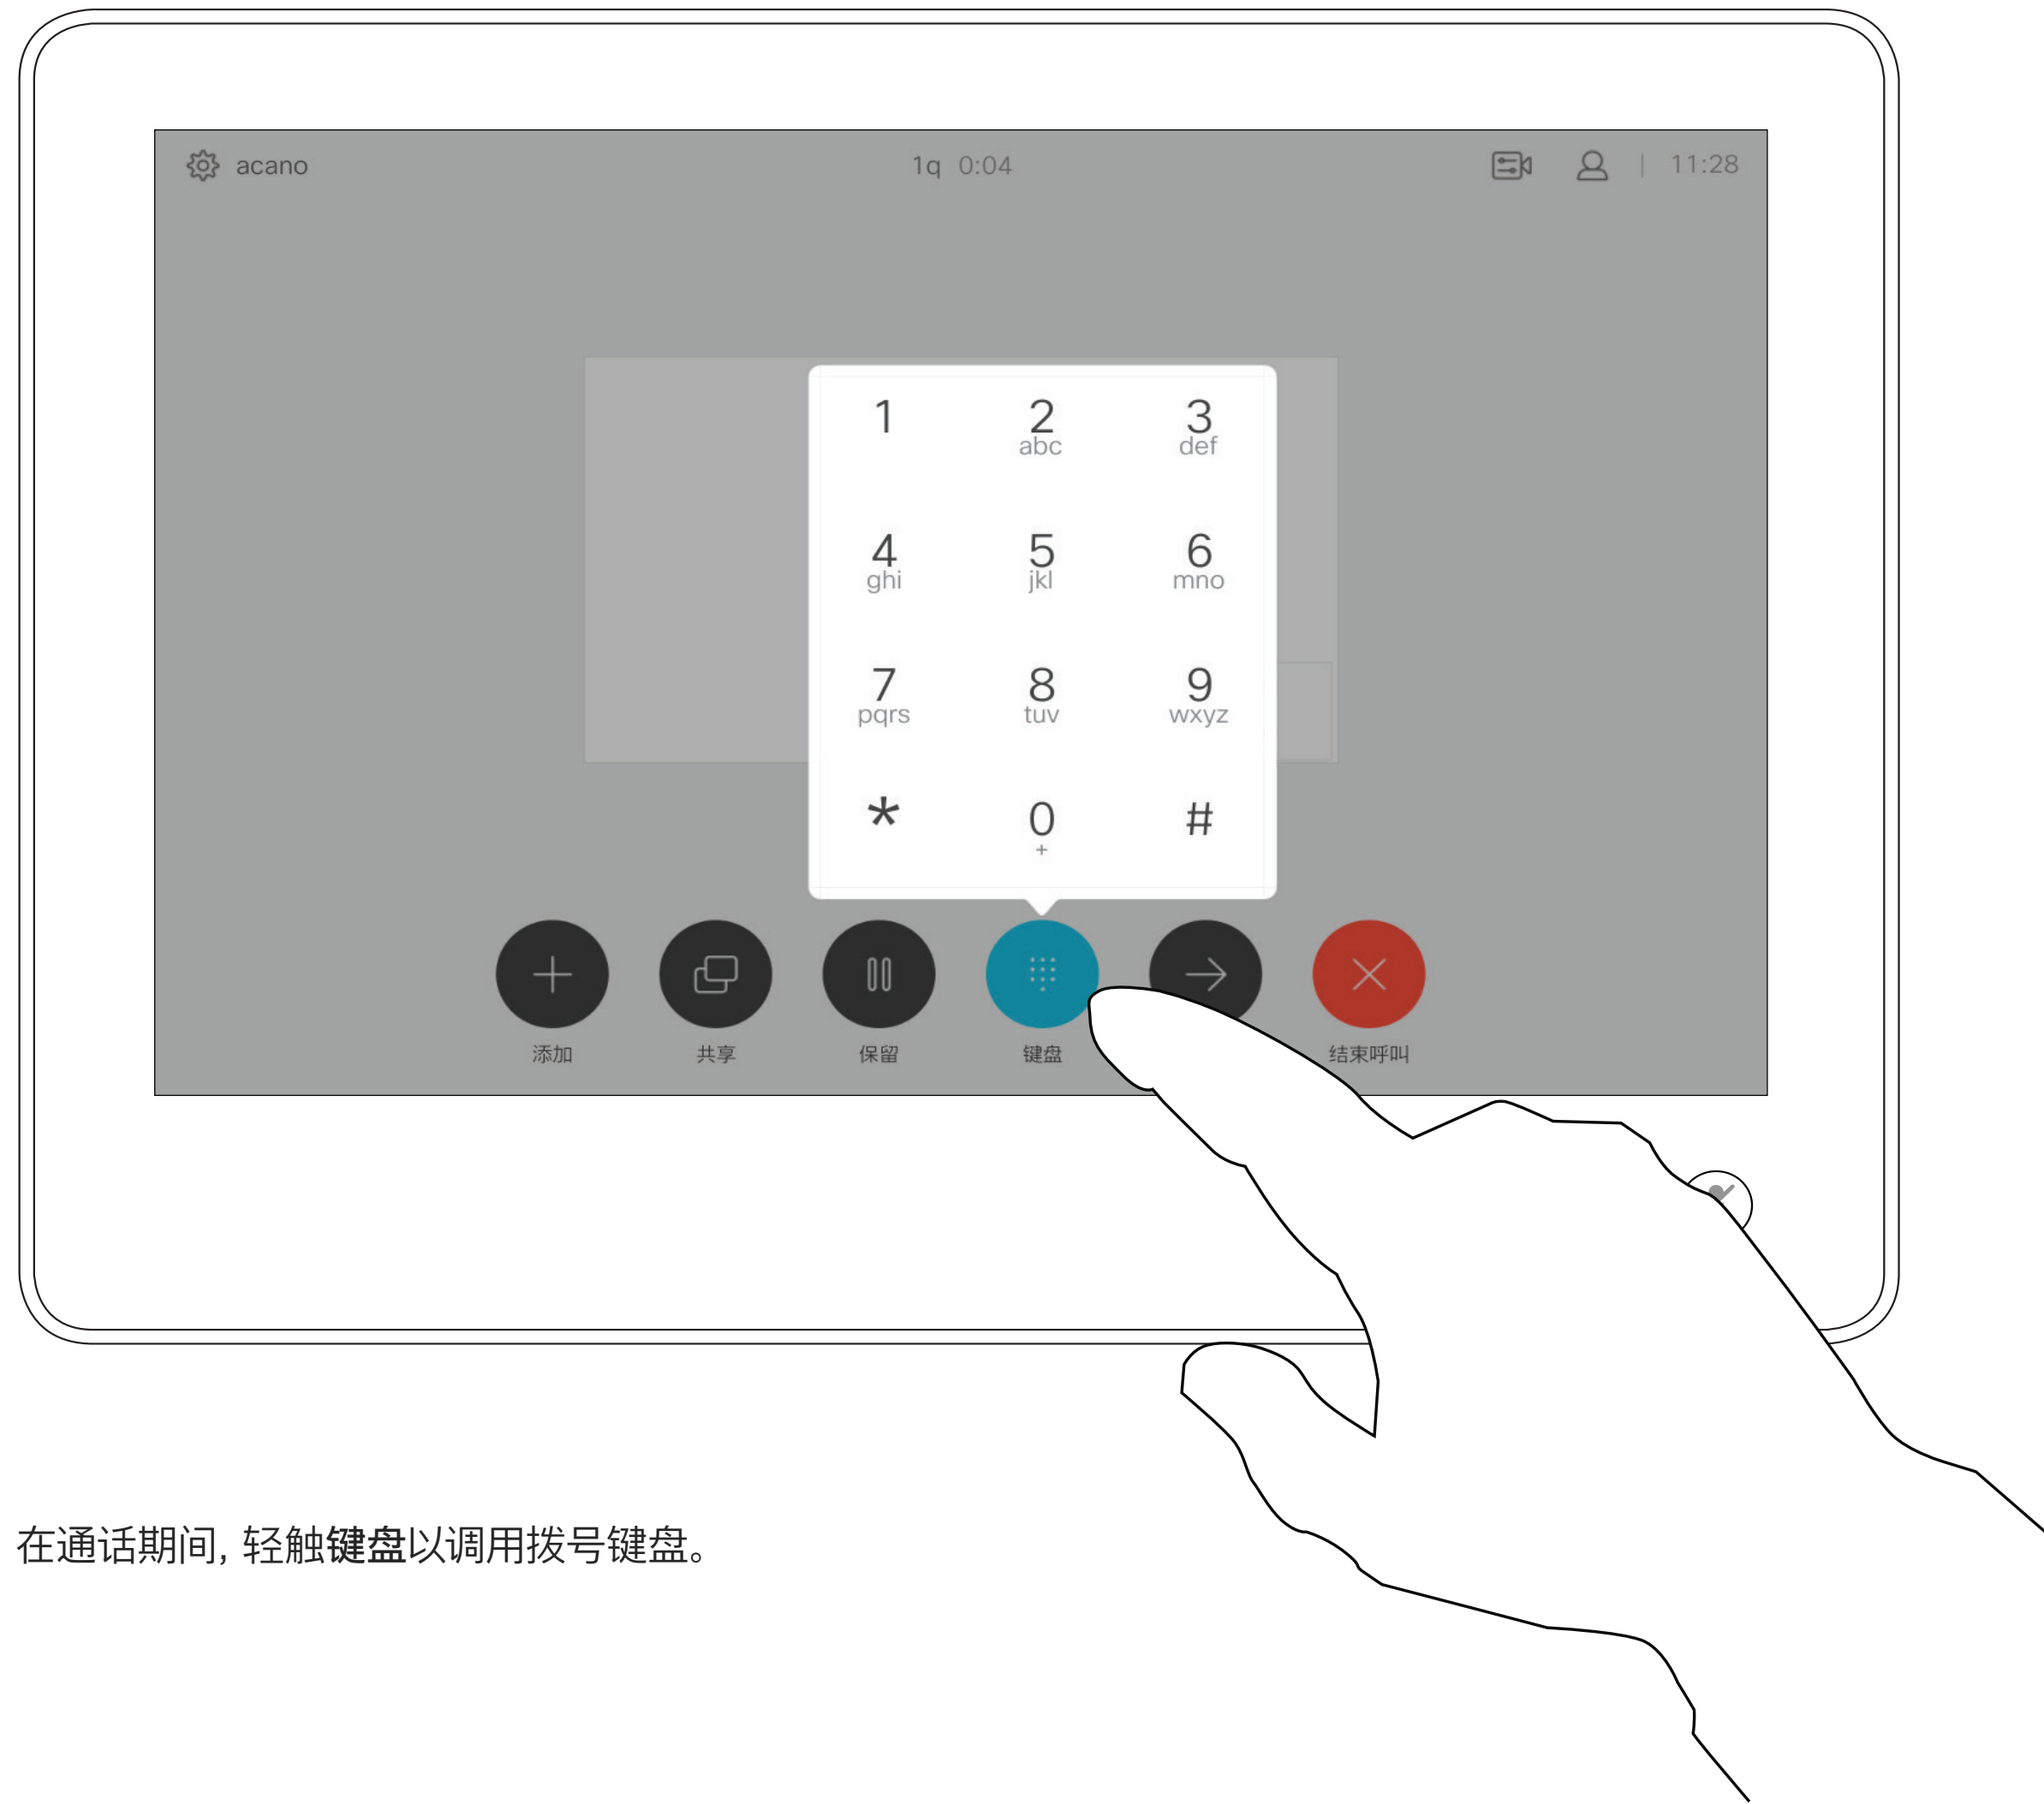 acano 1q 0:04 11:28
1 2 3
abc def
4 5 6
ghi jkl mno
7 8 9
pqrs tuv wxyz
* 0 #
+
添加 共享 保留 键盘 结束呼叫
在通话期间, 轻触键盘以调用拨号键盘。